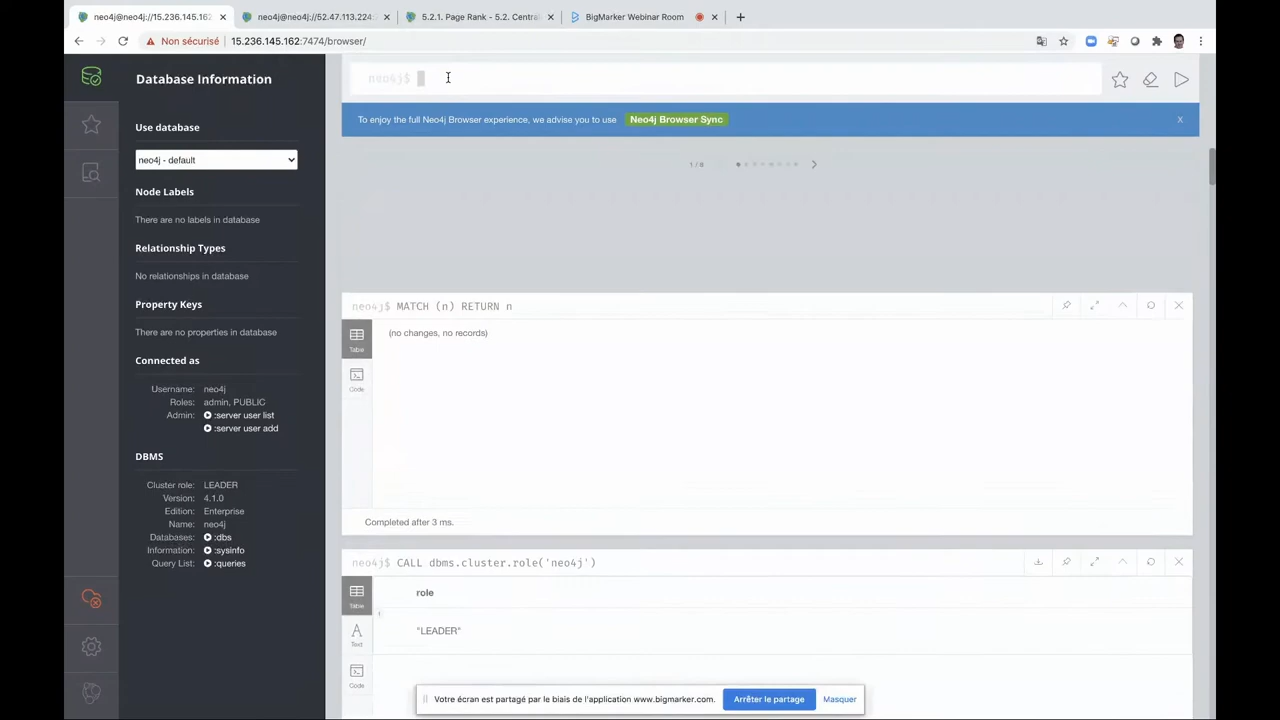 neo4j@neo4j://15.236.145.162
neo4j@neo4j://52.47.113.224:
5.2.1. Page Rank - 5.2. Centra
BigMarker Webinar Room
Non sécurisé
15.236.145.162:7474/browser/
Database Information
Use database
neo4j - default
Node Labels
There are no labels in database
Relationship Types
No relationships in database
Property Keys
There are no properties in database
Connected as
Username: neo4j
Roles: admin, PUBLIC
Admin: :server user list
:server user add
DBMS
Cluster role: LEADER
Version: 4.1.0
Edition: Enterprise
Name: neo4j
Databases: :dbs
Information: :sysinfo
Query List: :queries
neo4j$
To enjoy the full Neo4j Browser experience, we advise you to use Neo4j Browser Sync
x
1 / 8
neo4j$ MATCH (n) RETURN n
Table
(no changes, no records)
Code
Completed after 3 ms.
neo4j$ CALL dbms.cluster.role('neo4j')
Table
role
1
"LEADER"
Text
Code
Votre écran est partagé par le biais de l'application www.bigmarker.com.
Arrêter le partage
Masquer